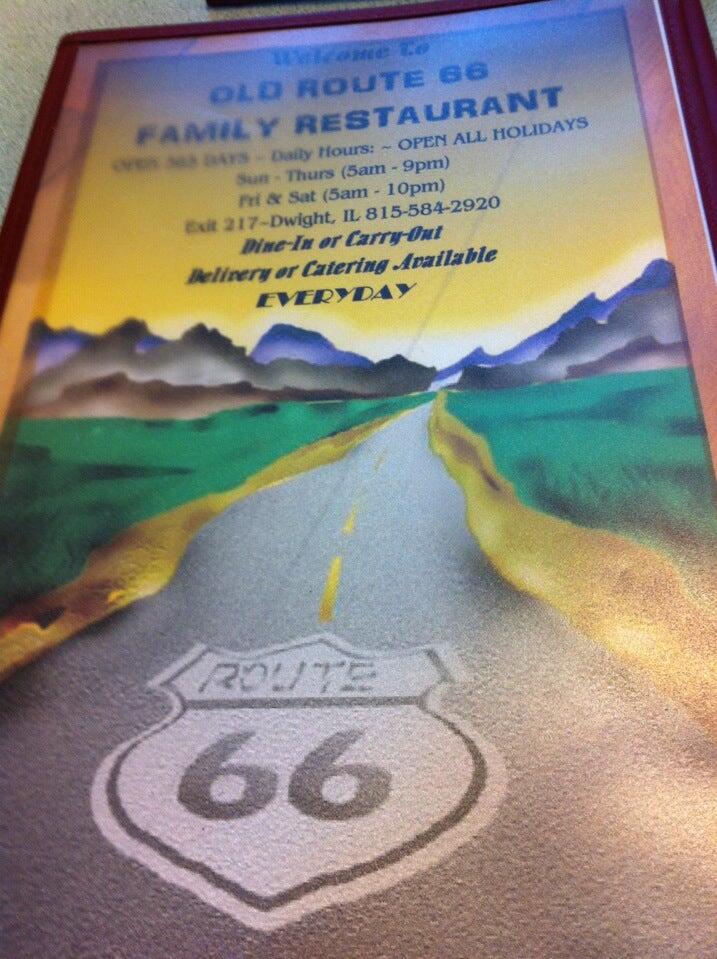 Welcome To
OLD ROUTE 66
FAMILY RESTAURANT
OPEN 365 DAYS ~ Daily Hours: ~ OPEN ALL HOLIDAYS
Sun - Thurs (5am - 9pm)
Fri & Sat (5am - 10pm)
Exit 217~Dwight, IL 815-584-2920
Dine-In or Carry-Out
Delivery or Catering Available
EVERYDAY
ROUTE
66